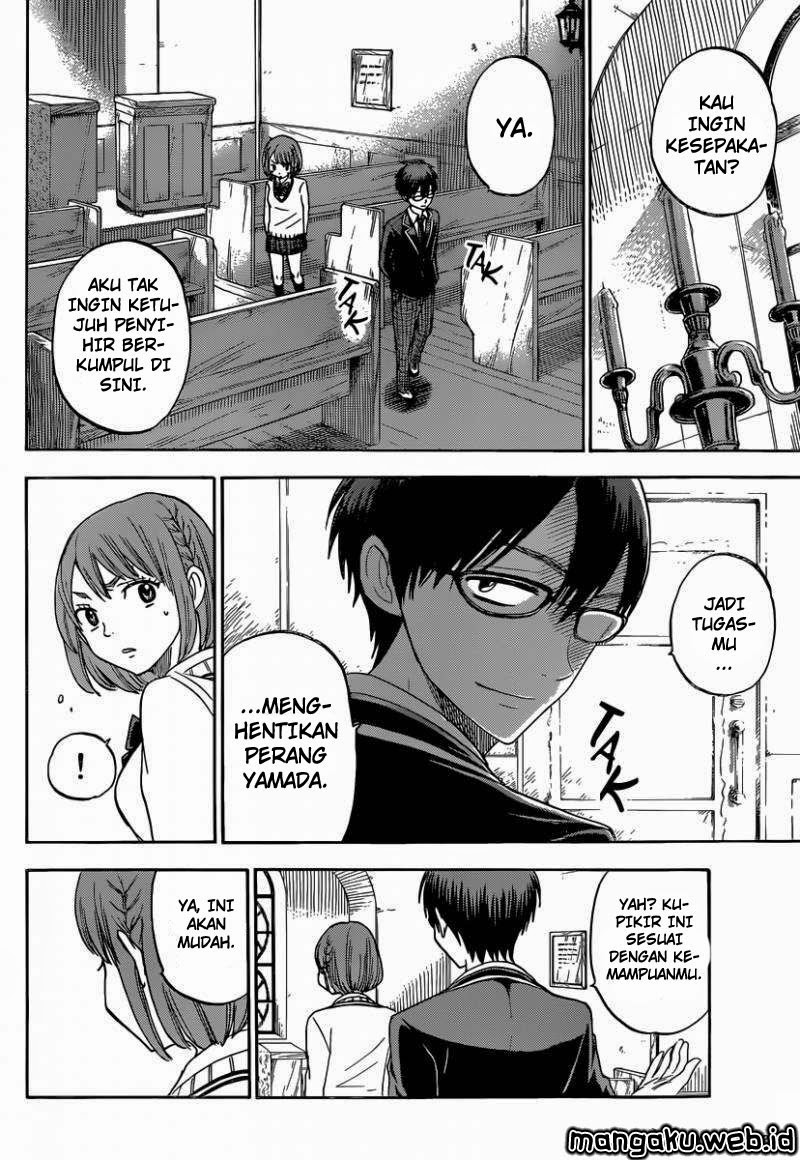 KAU
INGIN
KESEPAKA-
TAN?
YA.
TAK
TAK
AKU TAK
INGIN KETU-
JUH PENYI-
HIR BER-
KUMPUL DI
SINI.
JADI
TUGAS-
MU
...
TAK
...MENG-
HENTIKAN
PERANG
YAMADA.
!
YAH? KU-
PIKIR INI
SESUAI
DENGAN KE-
MAMPUANMU.
YA, INI
AKAN
MUDAH.
mangaku.web.id